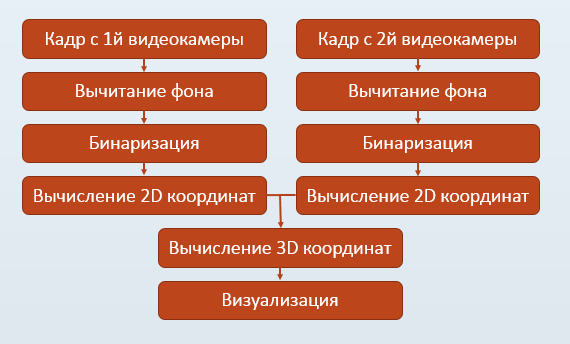 Кадр с 1й видеокамеры
Кадр с 2й видеокамеры
Вычитание фона
Вычитание фона
Бинаризация
Бинаризация
Вычисление 2D координат
Вычисление 2D координат
Вычисление 3D координат
Визуализация